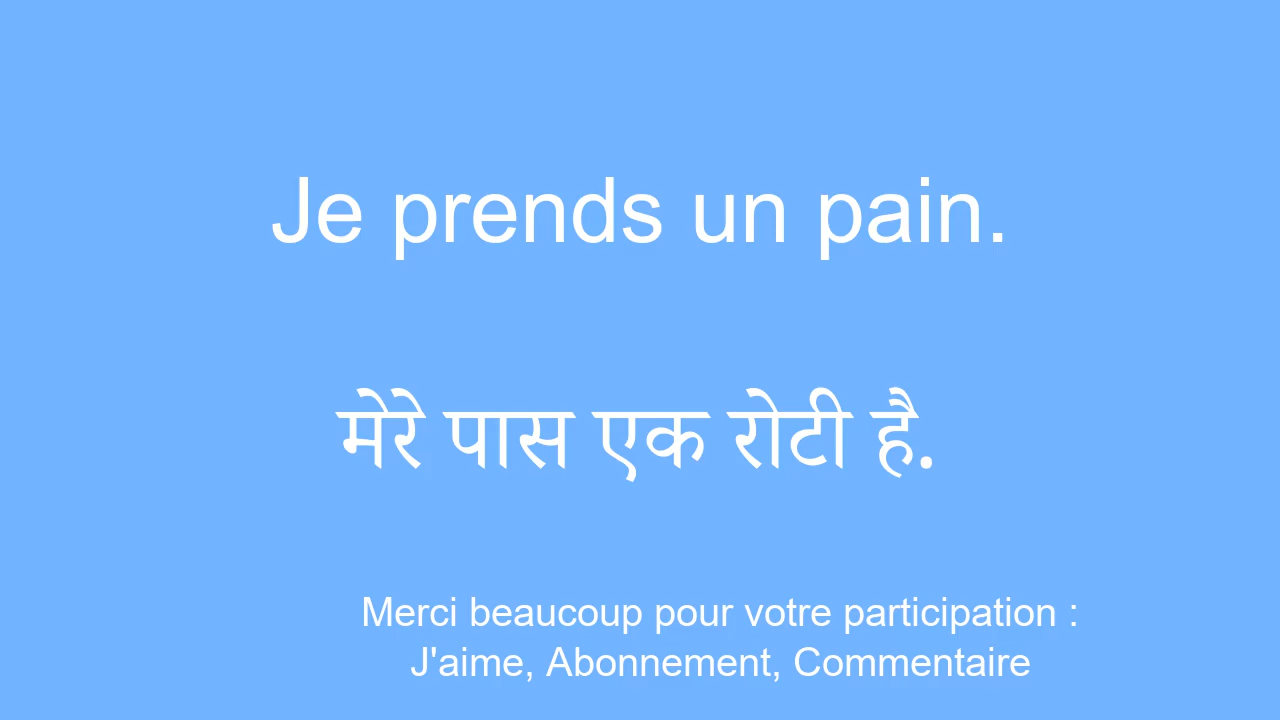 Je prends un pain.
मेरे पास एक रोटी है.
Merci beaucoup pour votre participation :
J'aime, Abonnement, Commentaire